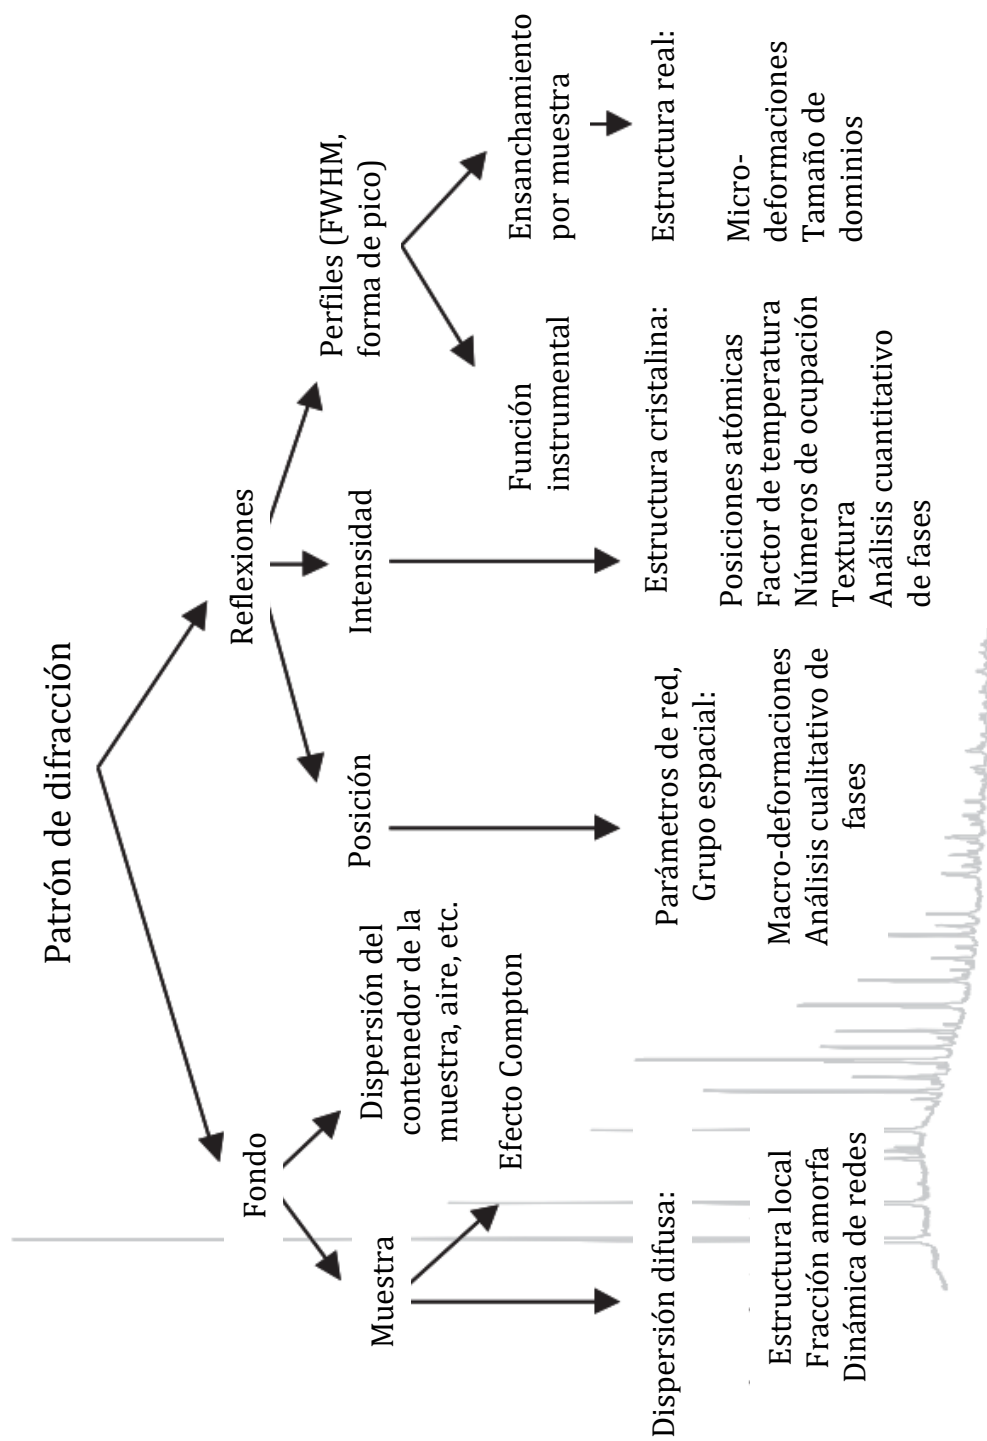 Patrón de difracción
Fondo
Reflexiones
Muestra
Dispersión del
contenedor de la
muestra, aire, etc.
Efecto Compton
Posición
Intensidad
Perfiles (FWHM,
forma de pico)
Función
instrumental
Ensanchamiento
por muestra
Dispersión difusa:
Estructura local
Fracción amorfa
Dinámica de redes
Parámetros de red,
Grupo espacial:
Macro-deformaciones
Análisis cualitativo de
fases
Estructura cristalina:
Posiciones atómicas
Factor de temperatura
Números de ocupación
Textura
Análisis cuantitativo
de fases
Estructura real:
Micro-
deformaciones
Tamaño de
dominios